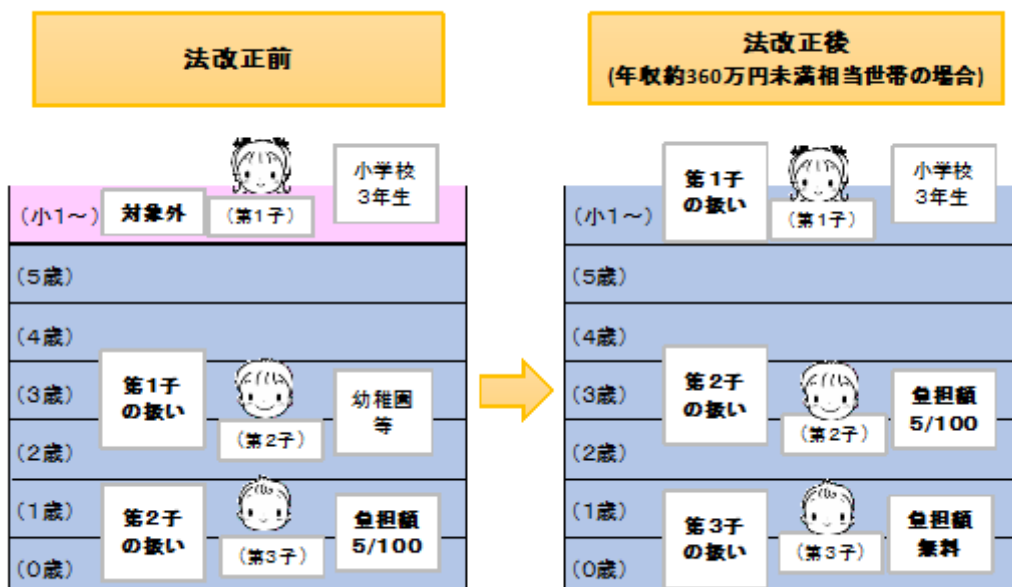 法改正前
(小1～)
対象外
(第1子)
小学校
3年生
(5歳)
(4歳)
(3歳)
第1子
の扱い
(第2子)
幼稚園
等
(2歳)
(1歳)
第2子
の扱い
(第3子)
負担額
5/100
(0歳)
法改正後
(年収約360万円未満相当世帯の場合)
(小1～)
第1子
の扱い
(第1子)
小学校
3年生
(5歳)
(4歳)
(3歳)
第2子
の扱い
(第2子)
負担額
5/100
(2歳)
(1歳)
第3子
の扱い
(第3子)
負担額
無料
(0歳)